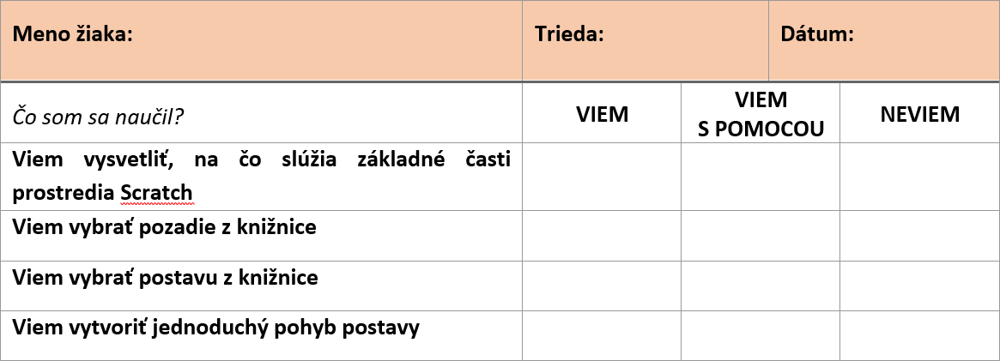 Meno žiaka: Trieda: Dátum:
Čo som sa naučil? VIEM VIEM S POMOCOU NEVIEM
Viem vysvetliť, na čo slúžia základné časti
prostredia Scratch
Viem vybrať pozadie z knižnice
Viem vybrať postavu z knižnice
Viem vytvoriť jednoduchý pohyb postavy